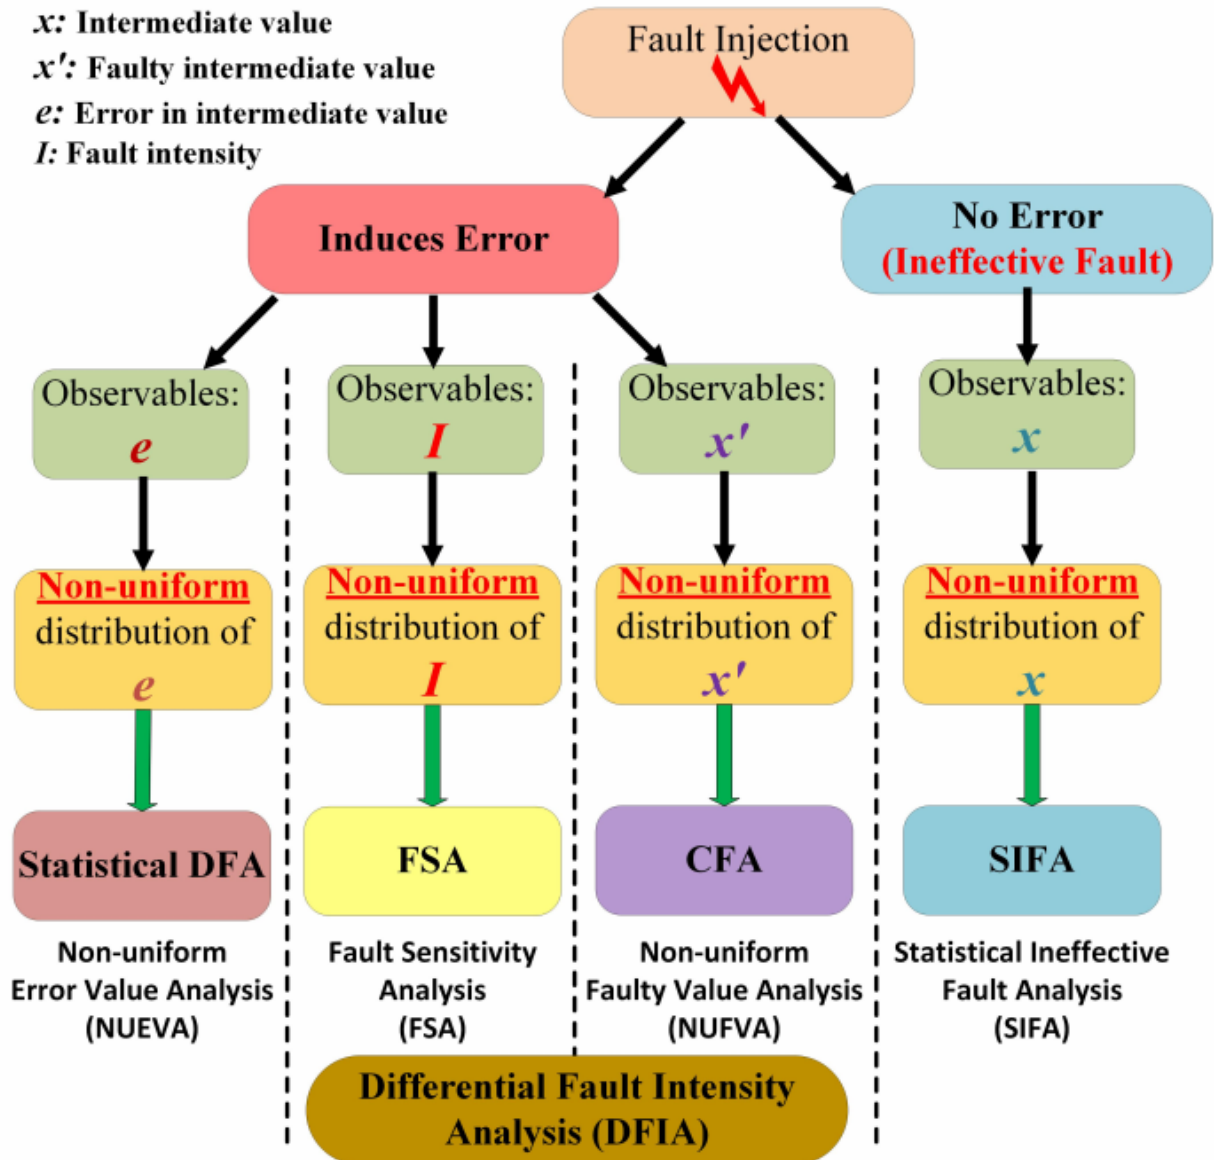 x: Intermediate value
x': Faulty intermediate value
e: Error in intermediate value
I: Fault intensity
Fault Injection
Induces Error
No Error
(Ineffective Fault)
Observables:
e
Observables:
I
Observables:
x'
Observables:
x
Non-uniform
distribution of
e
Non-uniform
distribution of
I
Non-uniform
distribution of
x'
Non-uniform
distribution of
x
Statistical DFA
FSA
CFA
SIFA
Non-uniform
Error Value Analysis
(NUEVA)
Fault Sensitivity
Analysis
(FSA)
Non-uniform
Faulty Value Analysis
(NUFVA)
Statistical Ineffective
Fault Analysis
(SIFA)
Differential Fault Intensity
Analysis (DFIA)